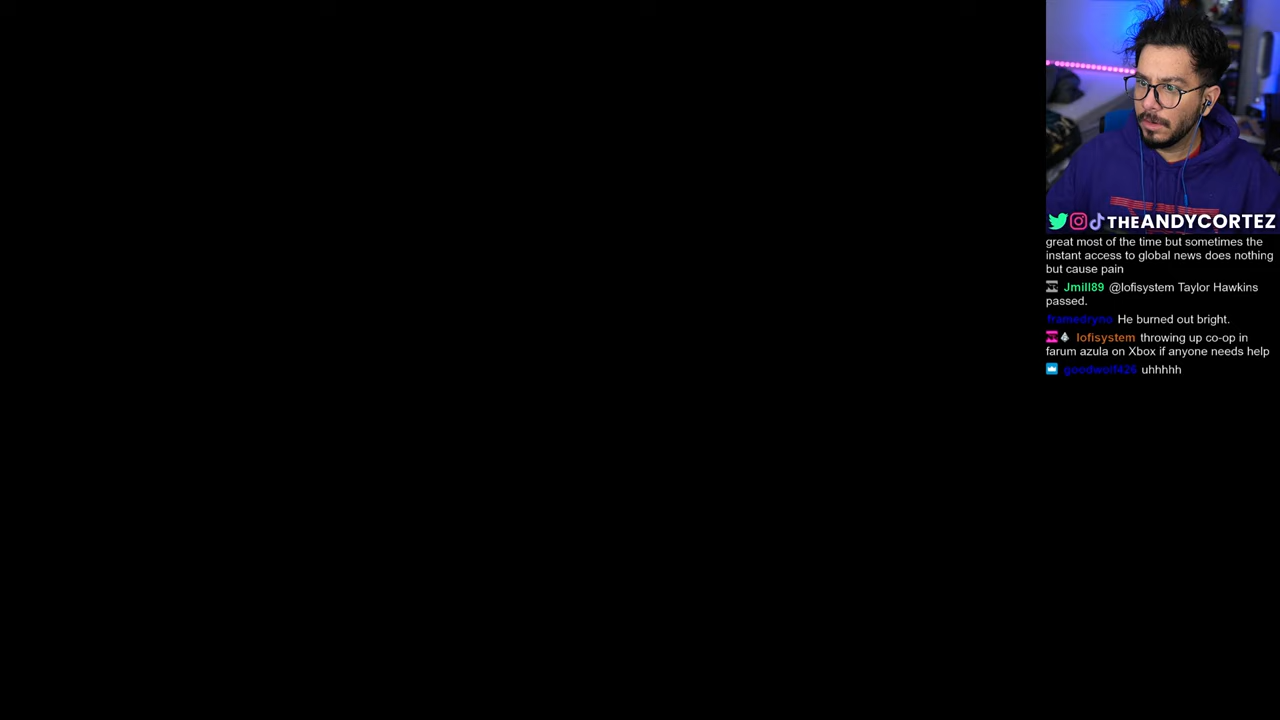 THEANDYCORTEZ
great most of the time but sometimes the
instant access to global news does nothing
but cause pain
Jmill89 @lofisystem Taylor Hawkins
passed.
framedryno He burned out bright.
lofisystem throwing up co-op in
farum azula on Xbox if anyone needs help
goodwolf426 uhhhhh